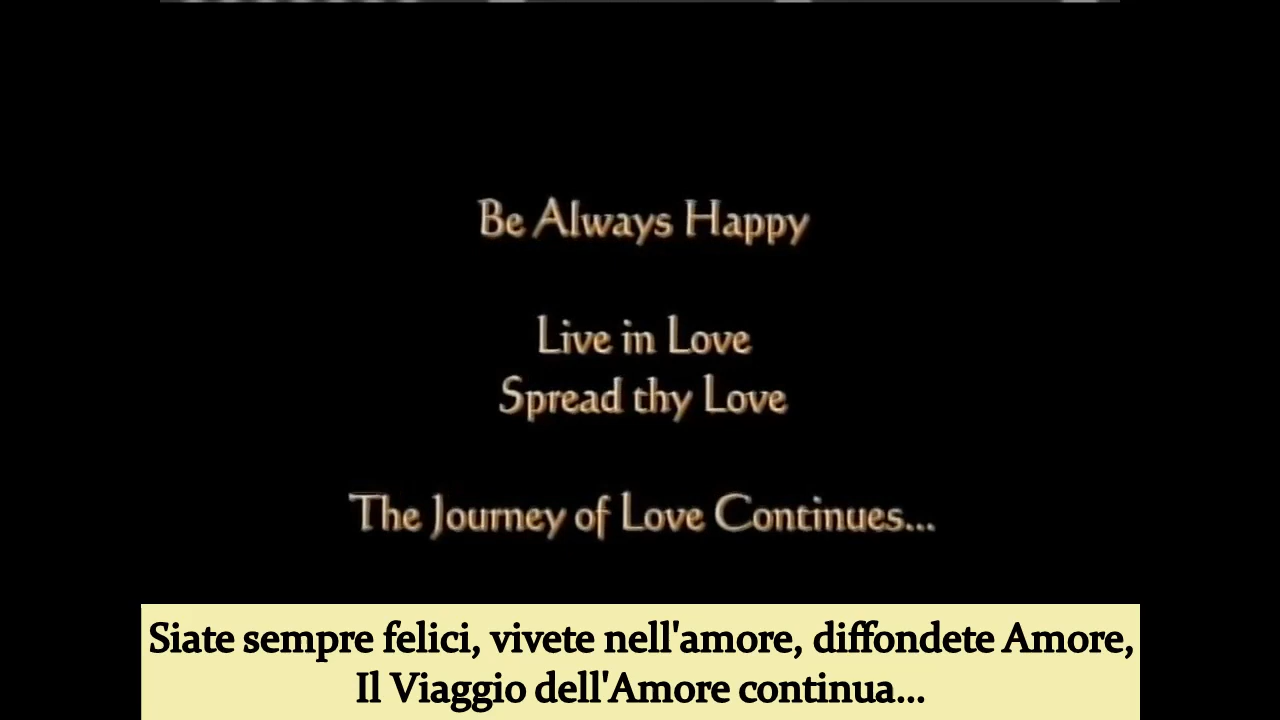 Be Always Happy
Live in Love
Spread thy Love
The Journey of Love Continues...
Siate sempre felici, vivete nell'amore, diffondete Amore,
Il Viaggio dell'Amore continua...